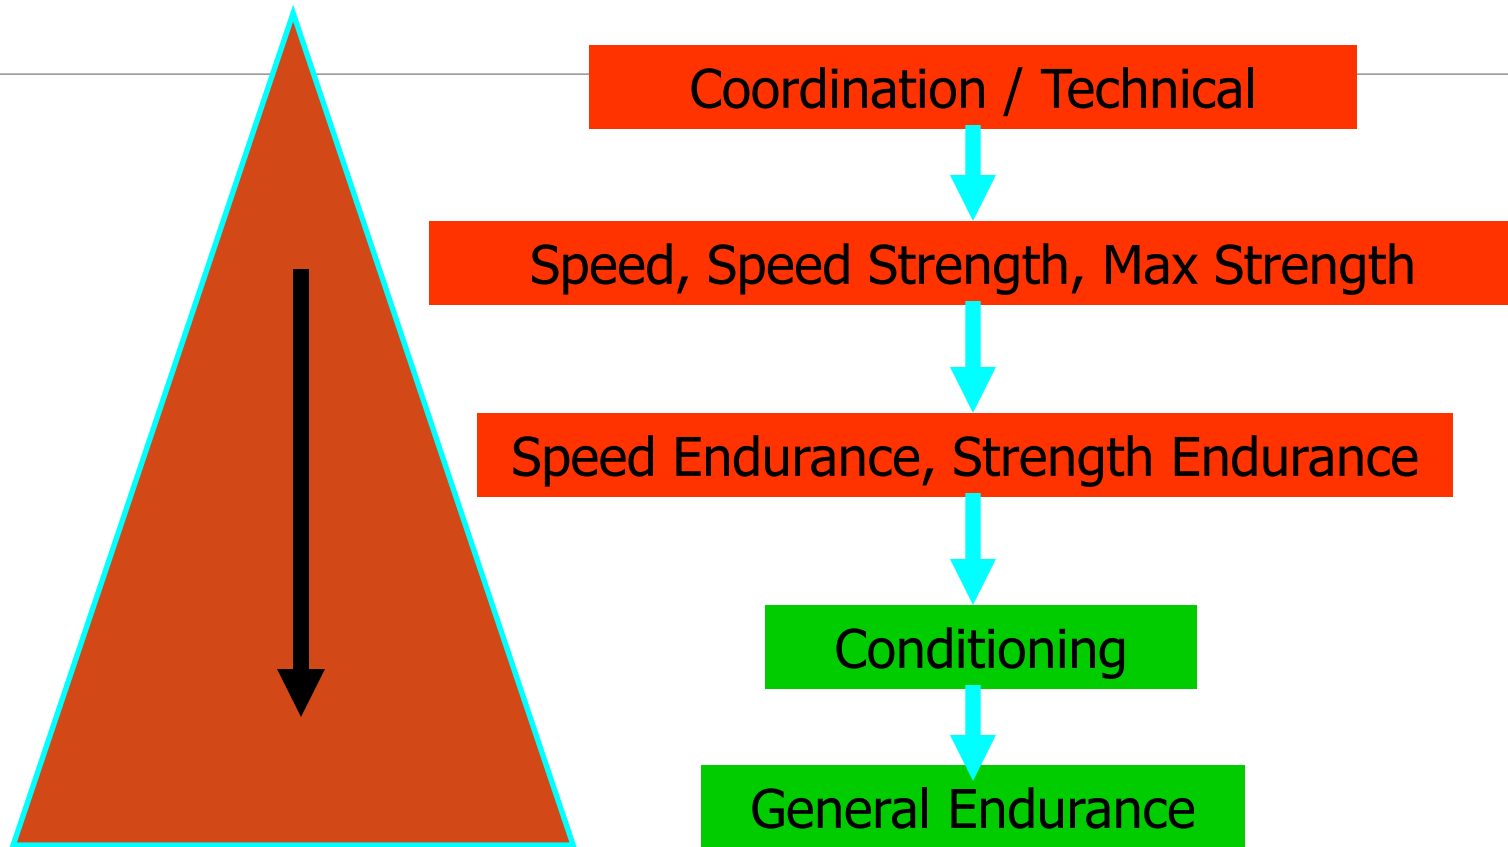 Coordination / Technical
Speed, Speed Strength, Max Strength
Speed Endurance, Strength Endurance
Conditioning
General Endurance